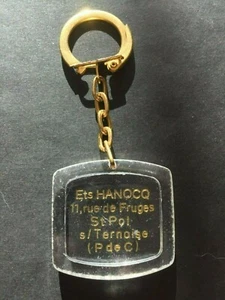 Ets HANOCQ
11, rue de Fruges
St Pol
s/Ternoise
(P de C)